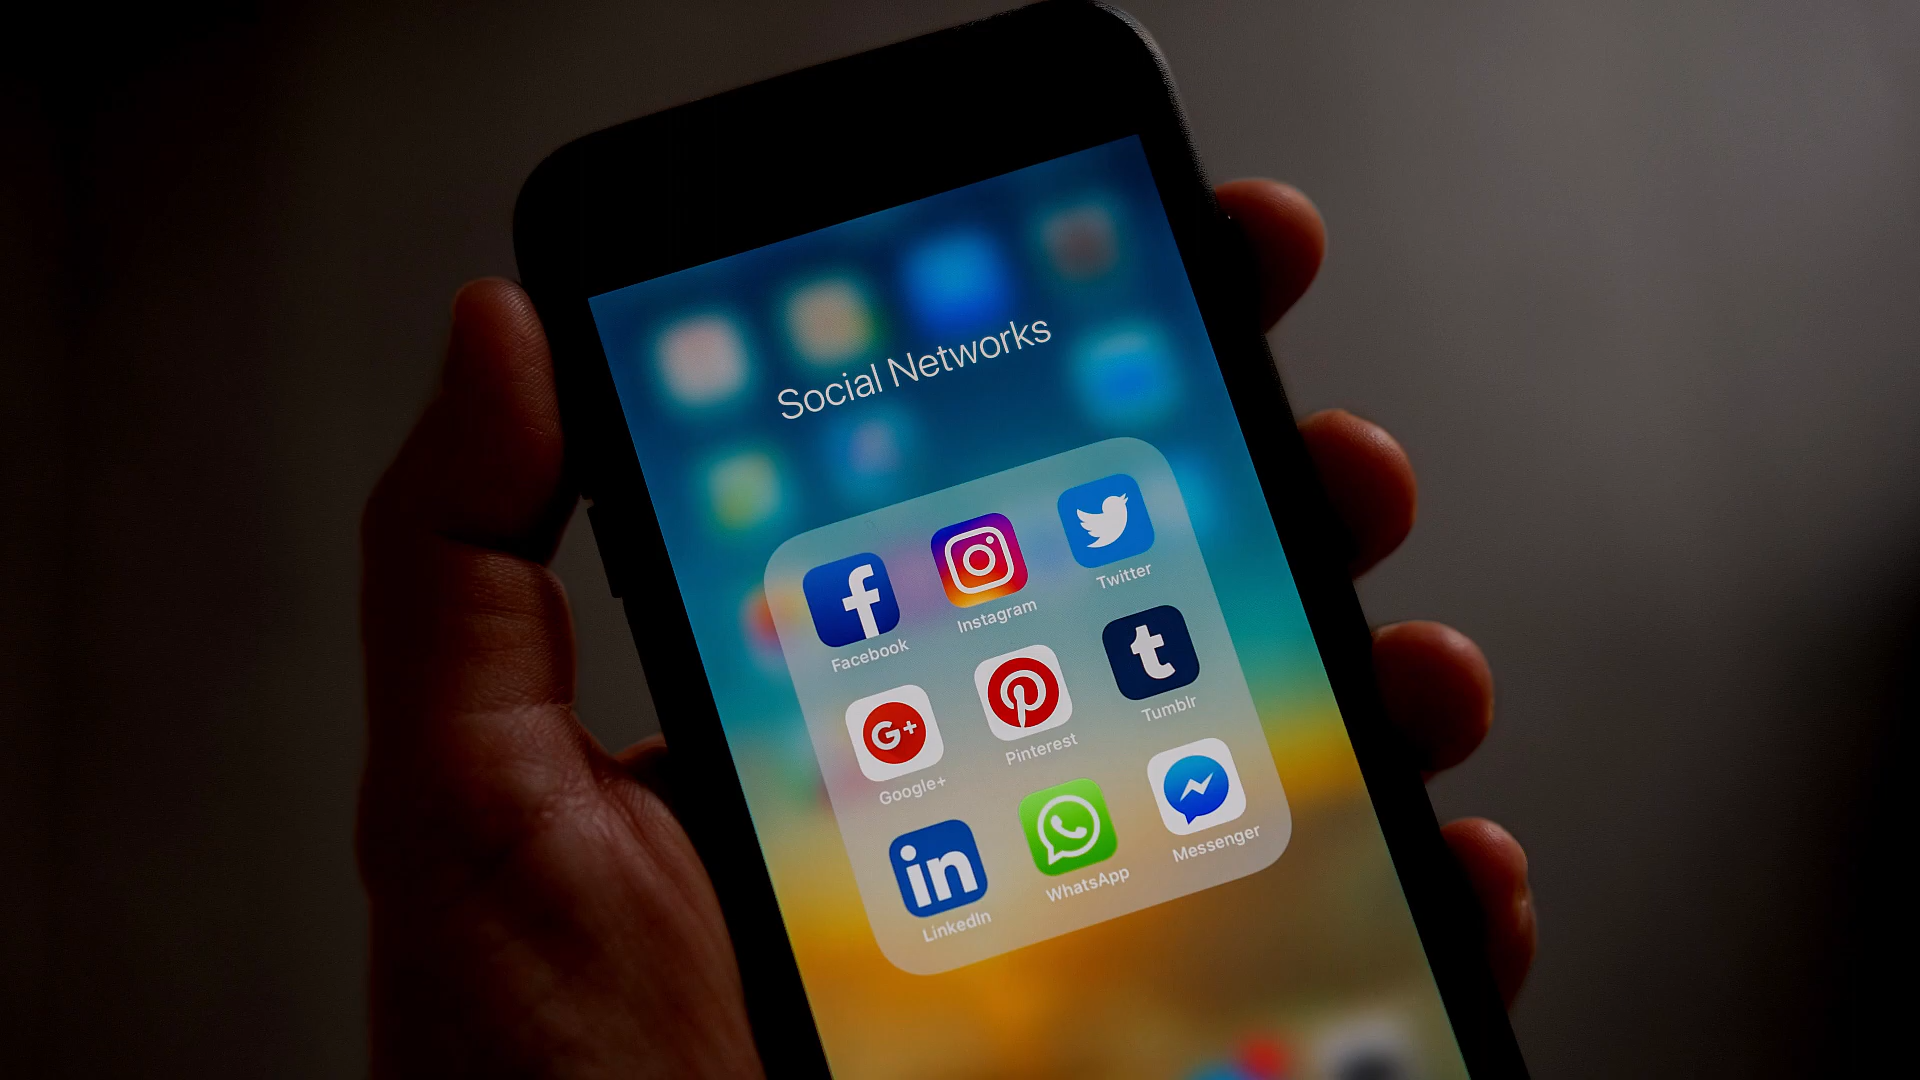 Social Networks
Facebook
Instagram
Twitter
Google+
Pinterest
Tumblr
LinkedIn
WhatsApp
Messenger